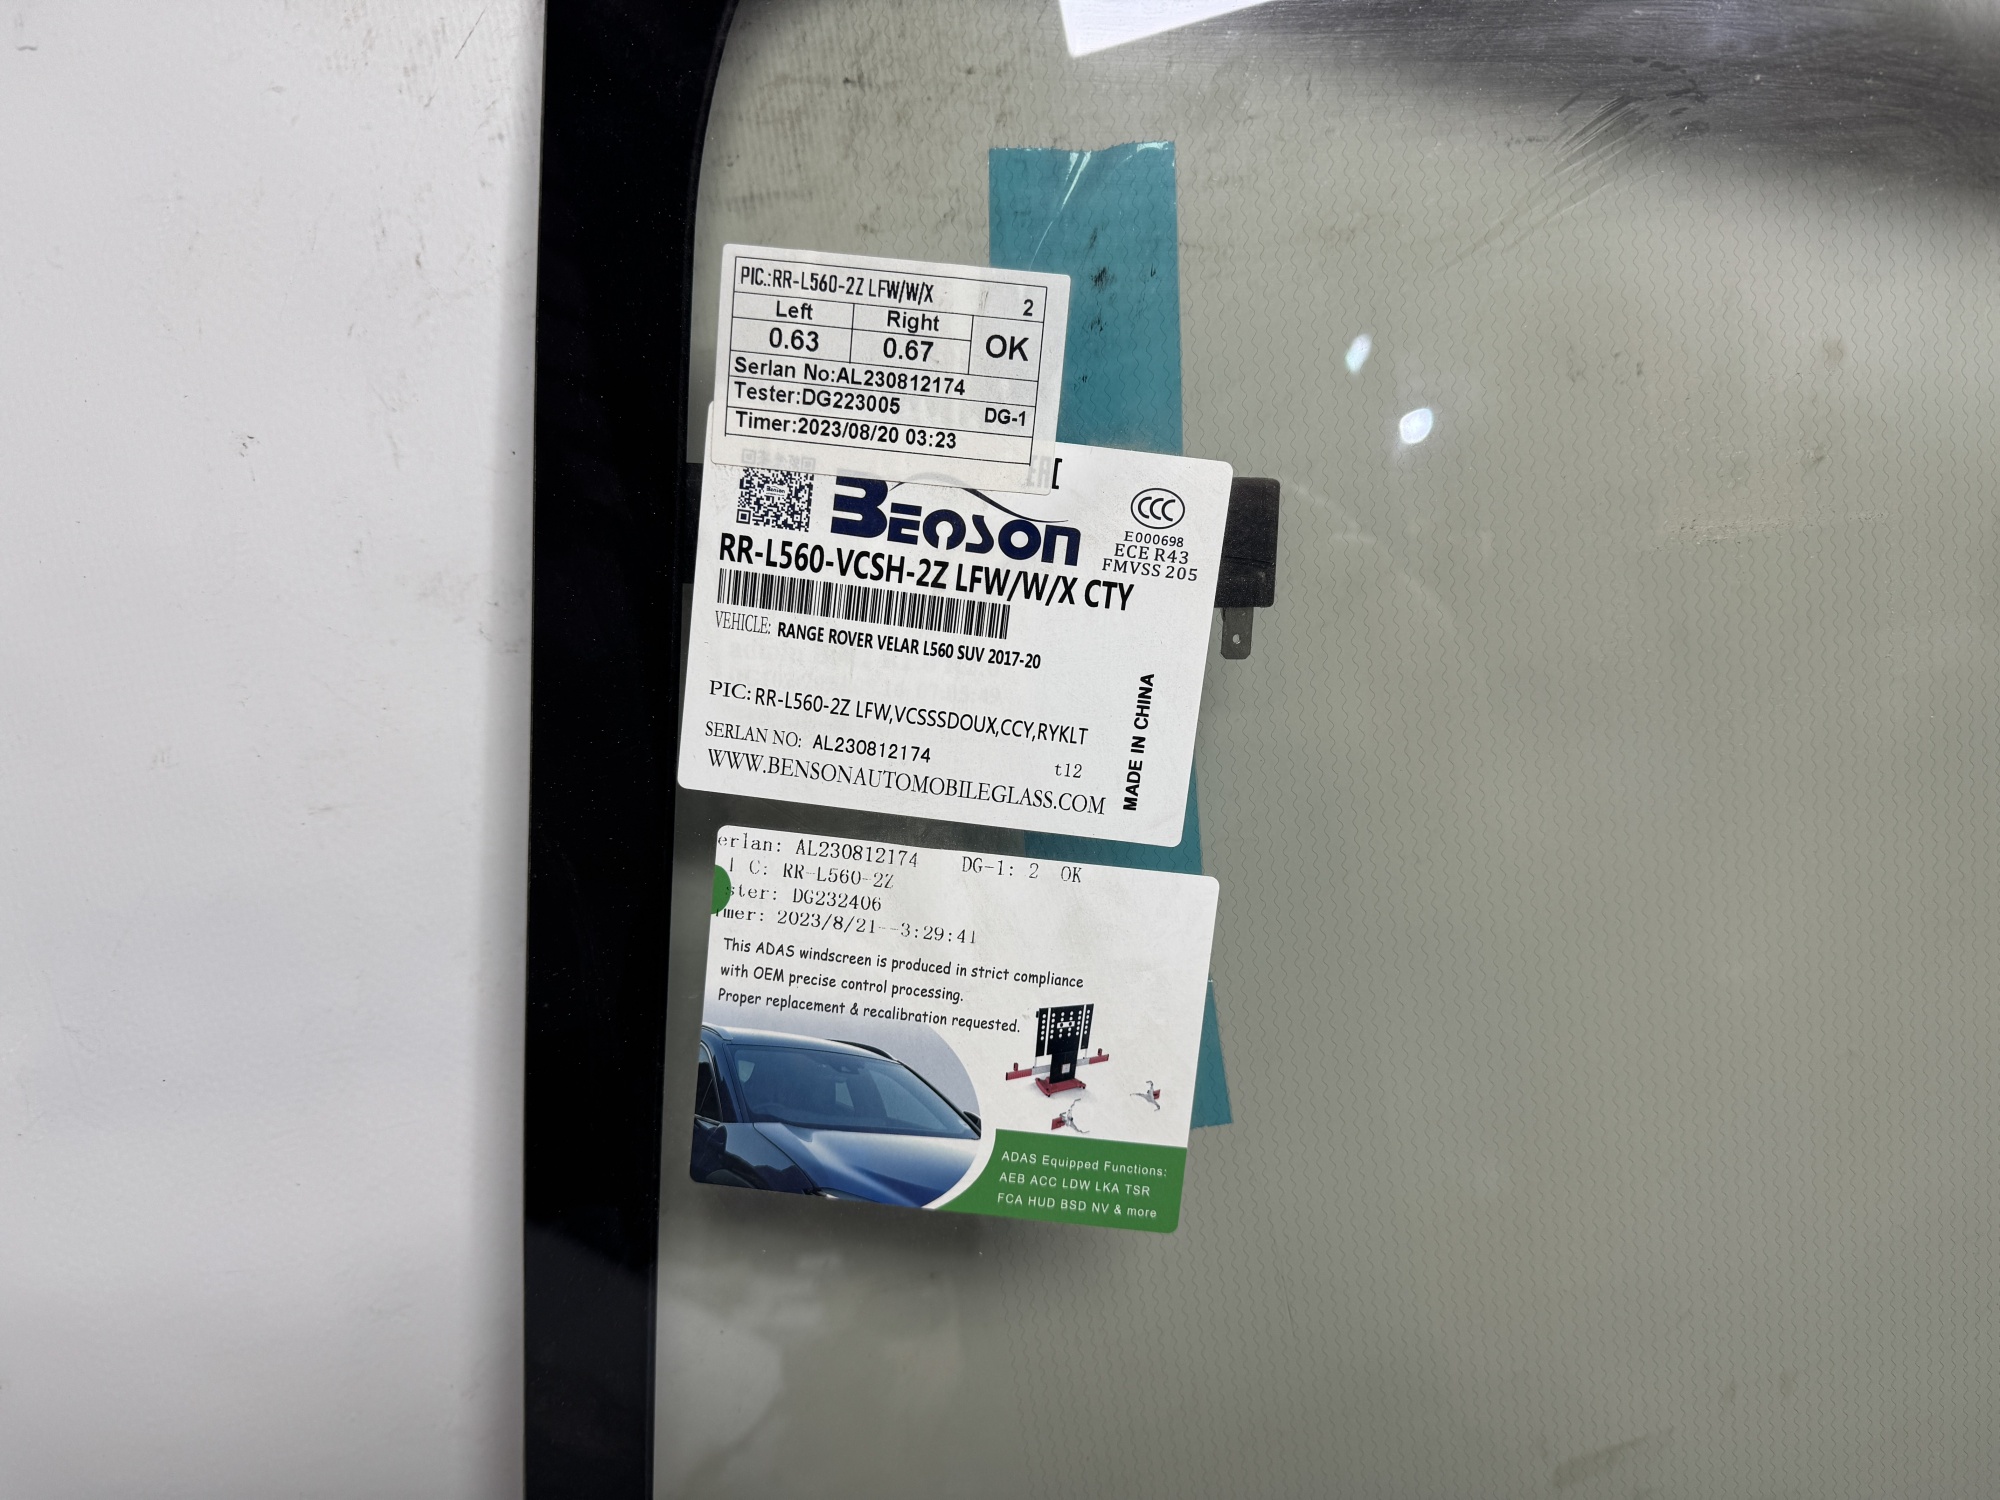 PIC.:RR-L560-2Z LFW/W/X 2
Left Right OK
0.63 0.67
Serlan No:AL230812174
Tester:DG223005 DG-1
Timer:2023/08/20 03:23
Benson
BENSON
CCC
E000698
ECE R43
FMVSS 205
RR-L560-VCSH-2Z LFW/W/X CTY
VEHICLE: RANGE ROVER VELAR L560 SUV 2017-20
PIC: RR-L560-2Z LFW,VCSSSDOUX,CCY,RYKLT
SERLAN NO: AL230812174
t12
WWW.BENSONAUTOMOBILEGLASS.COM
MADE IN CHINA
erlan: AL230812174 DG-1: 2 OK
C: RR-L560-2Z
ster: DG232406
mer: 2023/8/21--3:29:41
This ADAS windscreen is produced in strict compliance
with OEM precise control processing.
Proper replacement & recalibration requested.
ADAS Equipped Functions:
AEB ACC LDW LKA TSR
FCA HUD BSD NV & more